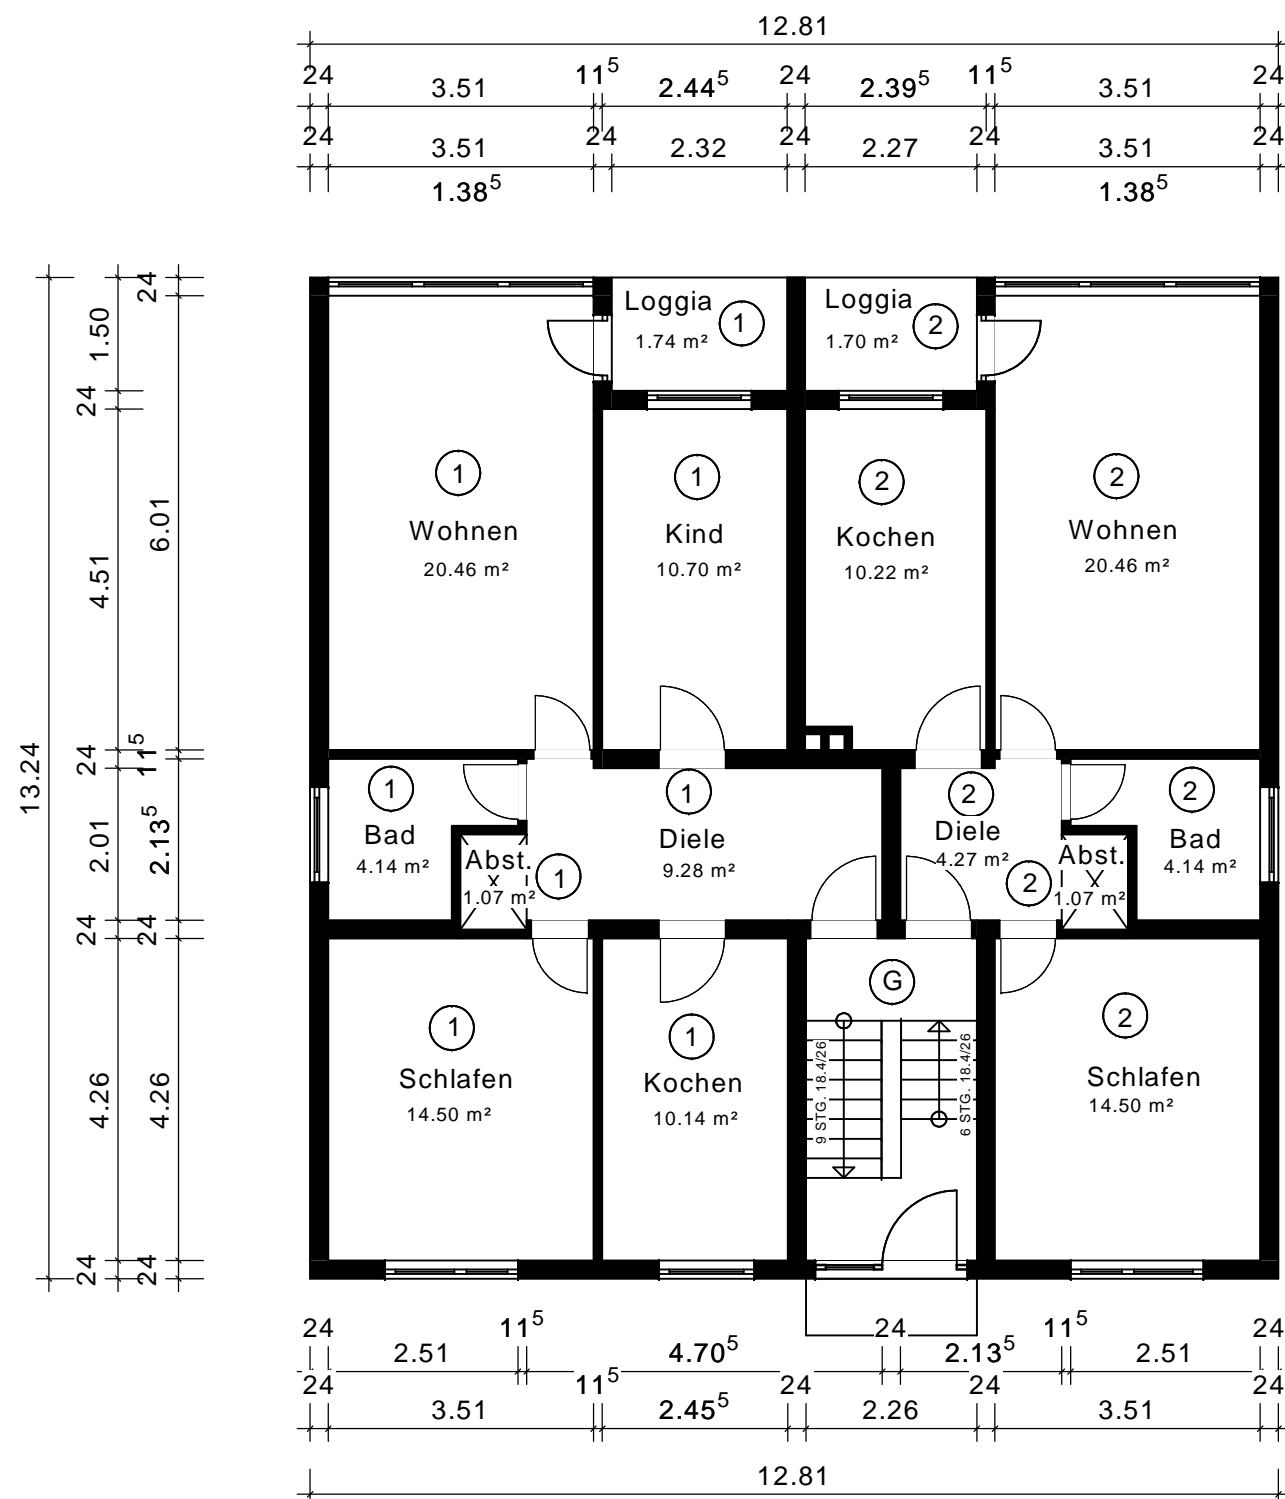 12.81
24 3.51 11⁵ 2.44⁵ 24 2.39⁵ 11⁵ 3.51 24
24 3.51 24 2.32 24 2.27 24 3.51 24
1.38⁵ 1.38⁵
13.24
24 1.50 24 4.51 24 2.01 24 4.26 24
24 6.01 11⁵ 2.13⁵ 24 4.26 24
Loggia 1
1.74 m²
Loggia 2
1.70 m²
1
Wohnen
20.46 m²
1
Kind
10.70 m²
2
Kochen
10.22 m²
2
Wohnen
20.46 m²
1
Bad
4.14 m²
Abst.
1.07 m²
1
1
Diele
9.28 m²
2
Diele
4.27 m²
2
Abst.
1.07 m²
2
Bad
4.14 m²
1
Schlafen
14.50 m²
1
Kochen
10.14 m²
G
9 STG. 18.4/26
6 STG. 18.4/26
2
Schlafen
14.50 m²
24 2.51 11⁵ 4.70⁵ 24 2.13⁵ 11⁵ 2.51 24
24 3.51 11⁵ 2.45⁵ 24 2.26 24 3.51 24
12.81